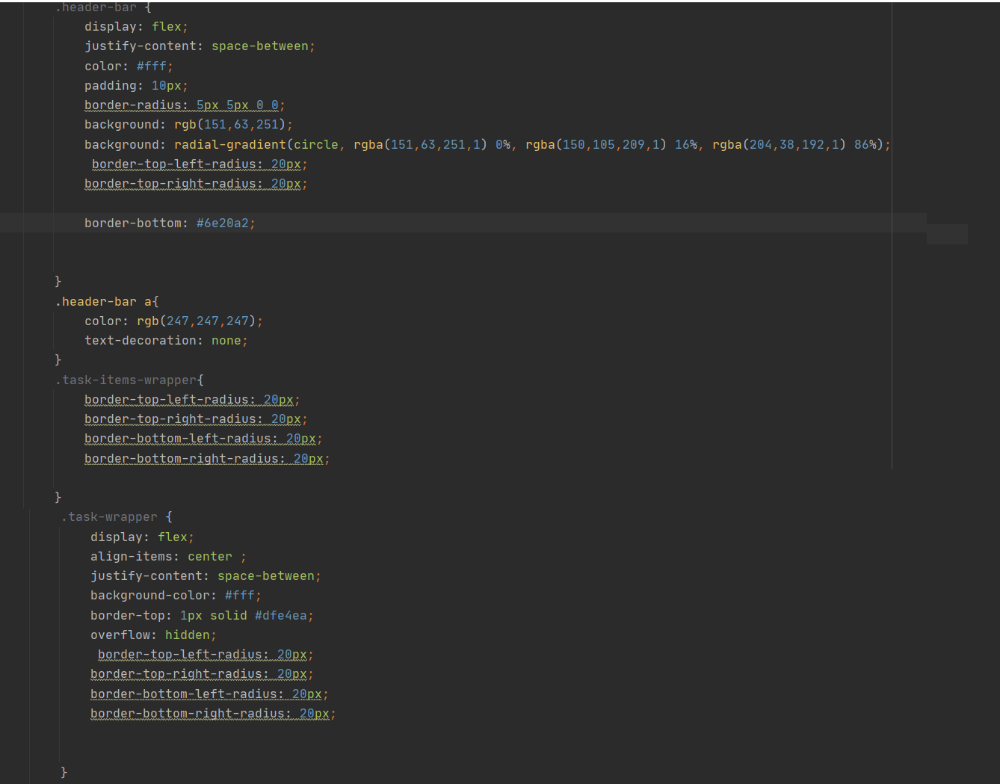 .header-bar {
display: flex;
justify-content: space-between;
color: #fff;
padding: 10px;
border-radius: 5px 5px 0 0;
background: rgb(151,63,251);
background: radial-gradient(circle, rgba(151,63,251,1) 0%, rgba(150,105,209,1) 16%, rgba(204,38,192,1) 86%);
border-top-left-radius: 20px;
border-top-right-radius: 20px;
border-bottom: #6e20a2;
}
.header-bar a{
color: rgb(247,247,247);
text-decoration: none;
}
.task-items-wrapper{
border-top-left-radius: 20px;
border-top-right-radius: 20px;
border-bottom-left-radius: 20px;
border-bottom-right-radius: 20px;
}
.task-wrapper {
display: flex;
align-items: center ;
justify-content: space-between;
background-color: #fff;
border-top: 1px solid #dfe4ea;
overflow: hidden;
border-top-left-radius: 20px;
border-top-right-radius: 20px;
border-bottom-left-radius: 20px;
border-bottom-right-radius: 20px;
}